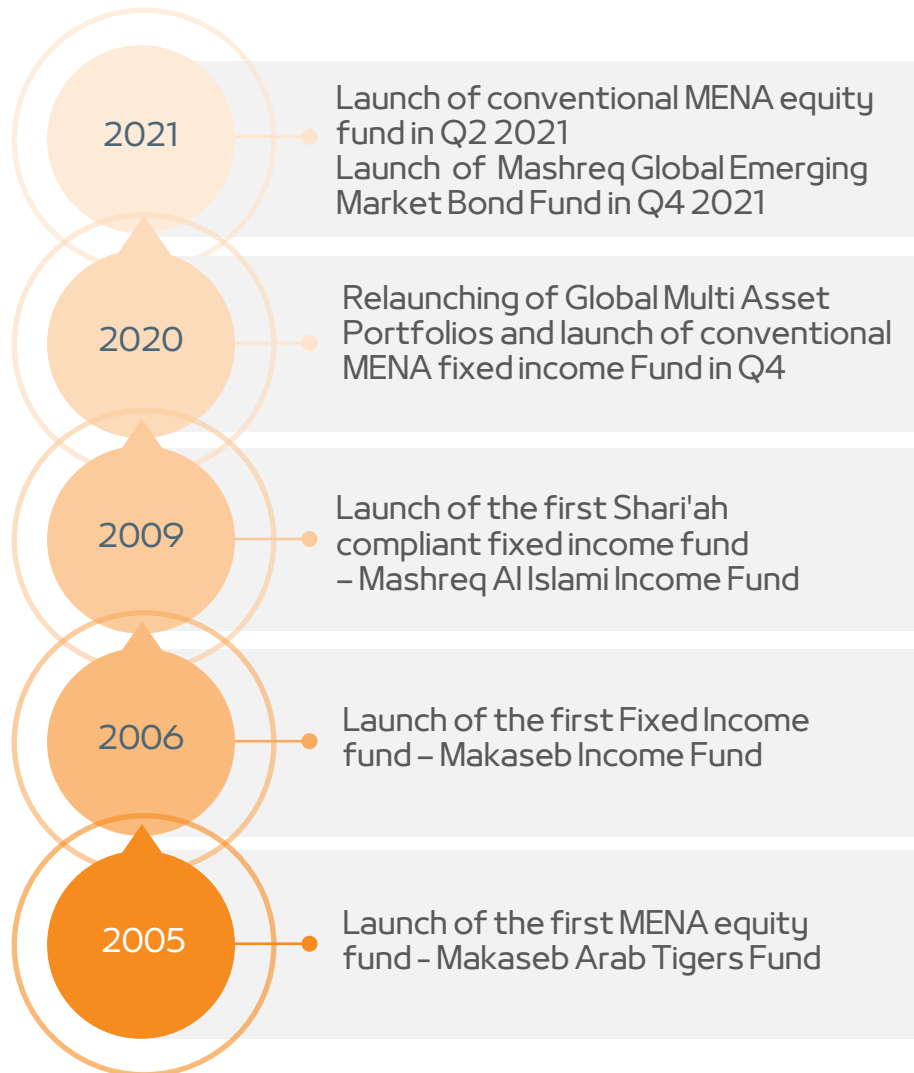 2021
Launch of conventional MENA equity
fund in Q2 2021
Launch of Mashreq Global Emerging
Market Bond Fund in Q4 2021
2020
Relaunching of Global Multi Asset
Portfolios and launch of conventional
MENA fixed income Fund in Q4
2009
Launch of the first Shari'ah
compliant fixed income fund
– Mashreq Al Islami Income Fund
2006
Launch of the first Fixed Income
fund – Makaseb Income Fund
2005
Launch of the first MENA equity
fund - Makaseb Arab Tigers Fund